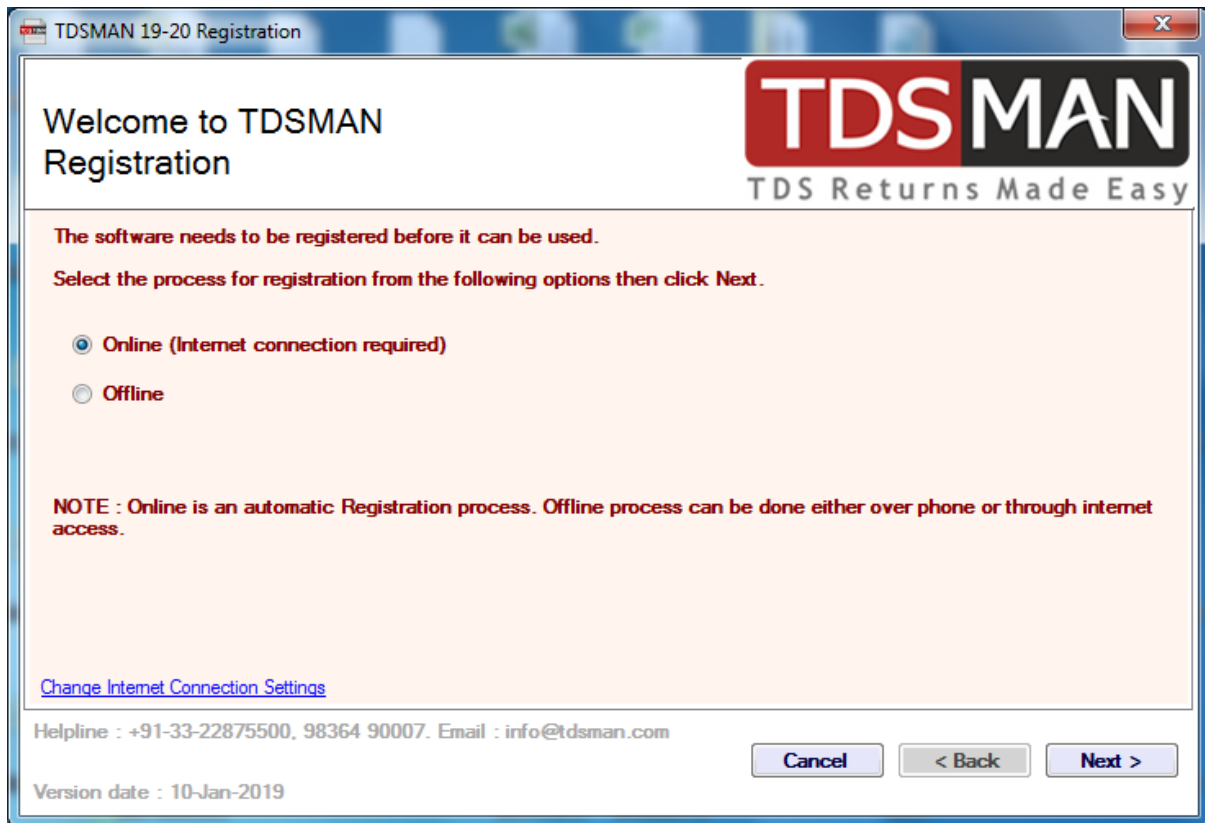 TDSMAN 19-20 Registration
Welcome to TDSMAN
Registration
TDSMAN
TDS Returns Made Easy
The software needs to be registered before it can be used.
Select the process for registration from the following options then click Next.
Online (Internet connection required)
Offline
NOTE : Online is an automatic Registration process. Offline process can be done either over phone or through internet
access.
Change Internet Connection Settings
Helpline : +91-33-22875500, 98364 90007. Email : info@tdsman.com
Cancel
< Back
Next >
Version date : 10-Jan-2019